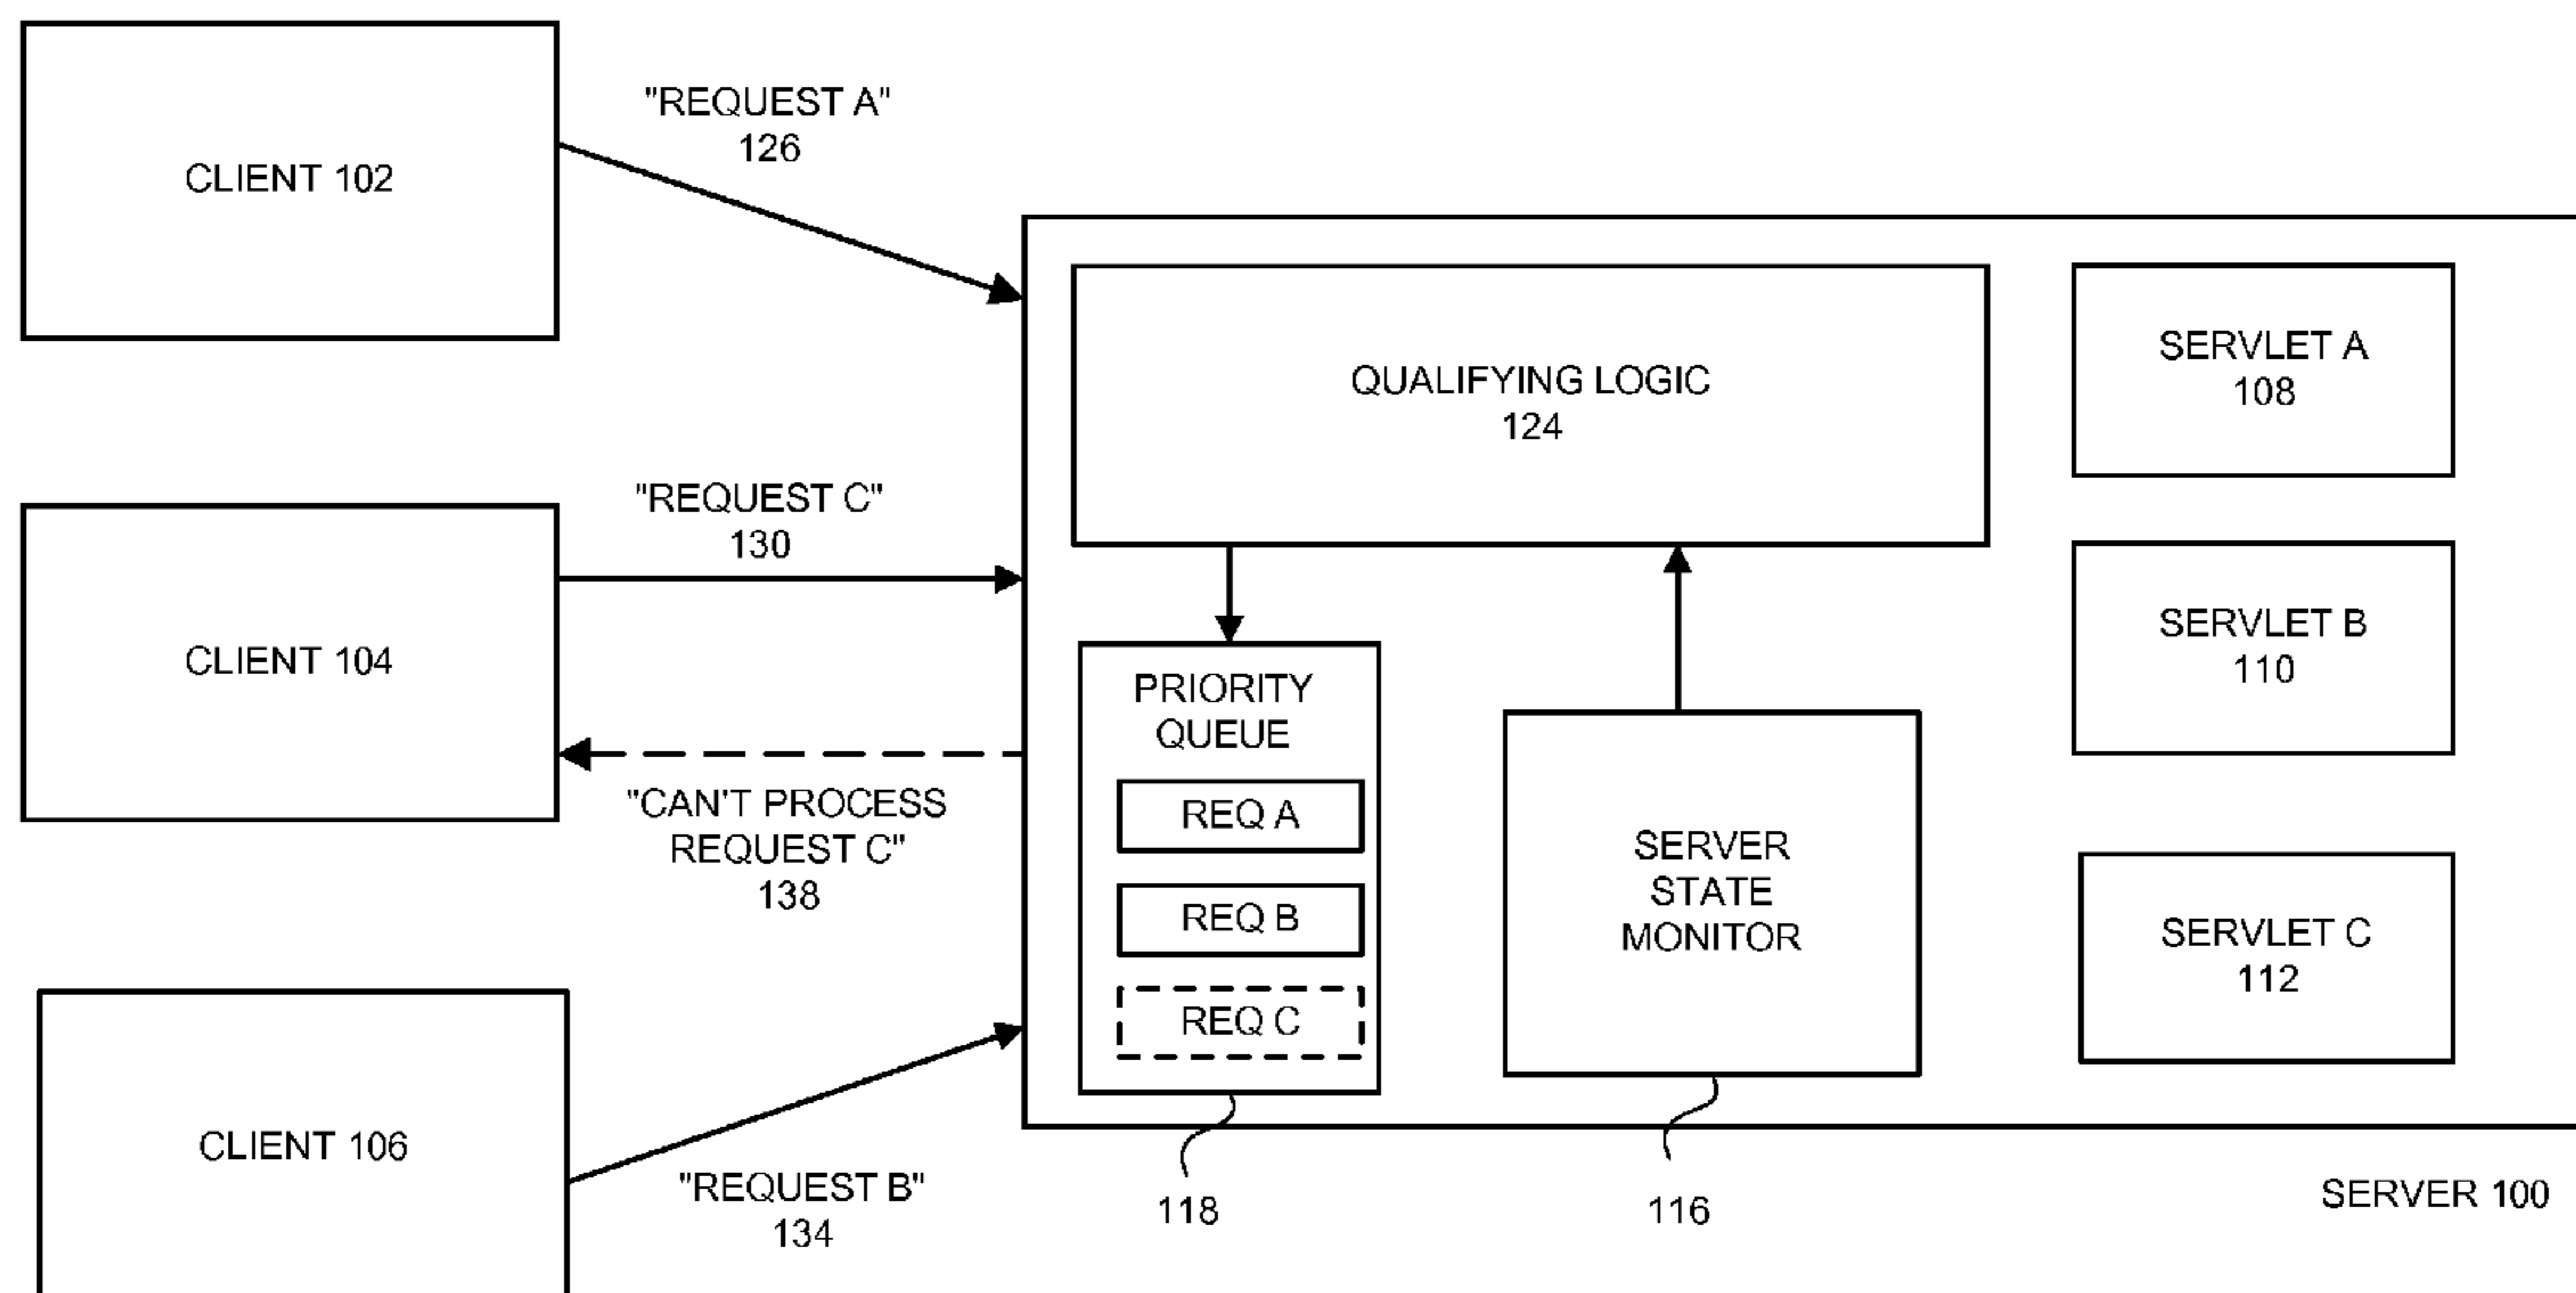 CLIENT 102
"REQUEST A"
126
CLIENT 104
"REQUEST C"
130
"CAN'T PROCESS
REQUEST C"
138
CLIENT 106
"REQUEST B"
134
QUALIFYING LOGIC
124
PRIORITY
QUEUE
REQ A
REQ B
REQ C
118
SERVER
STATE
MONITOR
116
SERVLET A
108
SERVLET B
110
SERVLET C
112
SERVER 100